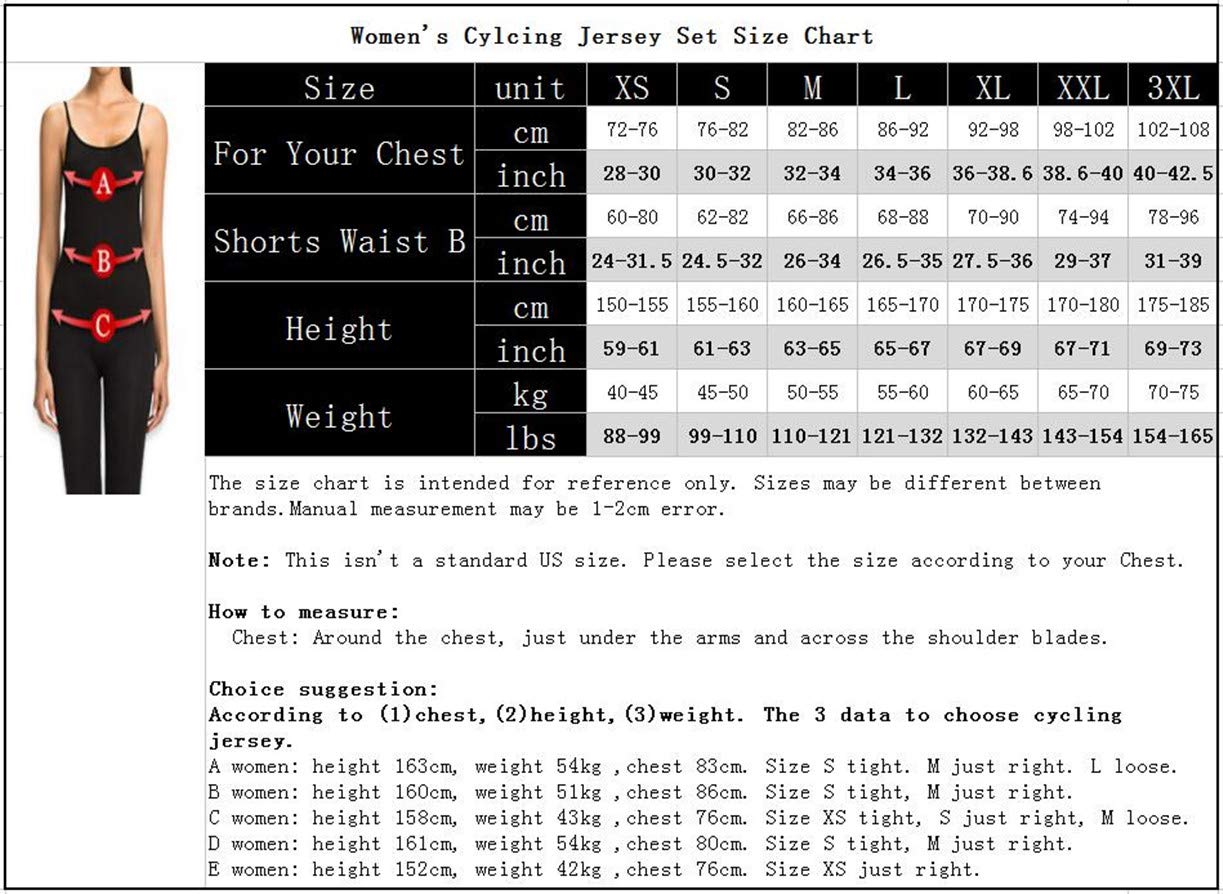 Women's Cylcing Jersey Set Size Chart
Size unit XS S M L XL XXL 3XL
For Your Chest
cm 72-76 76-82 82-86 86-92 92-98 98-102 102-108
inch 28-30 30-32 32-34 34-36 36-38.6 38.6-40 40-42.5
Shorts Waist B
cm 60-80 62-82 66-86 68-88 70-90 74-94 78-96
inch 24-31.5 24.5-32 26-34 26.5-35 27.5-36 29-37 31-39
Height
cm 150-155 155-160 160-165 165-170 170-175 170-180 175-185
inch 59-61 61-63 63-65 65-67 67-69 67-71 69-73
Weight
kg 40-45 45-50 50-55 55-60 60-65 65-70 70-75
lbs 88-99 99-110 110-121 121-132 132-143 143-154 154-165
A
B
C
The size chart is intended for reference only. Sizes may be different between
brands.Manual measurement may be 1-2cm error.
Note: This isn't a standard US size. Please select the size according to your Chest.
How to measure:
Chest: Around the chest, just under the arms and across the shoulder blades.
Choice suggestion:
According to (1)chest,(2)height,(3)weight. The 3 data to choose cycling
jersey.
A women: height 163cm, weight 54kg ,chest 83cm. Size S tight. M just right. L loose.
B women: height 160cm, weight 51kg ,chest 86cm. Size S tight, M just right.
C women: height 158cm, weight 43kg ,chest 76cm. Size XS tight, S just right, M loose.
D women: height 161cm, weight 54kg ,chest 80cm. Size S tight, M just right.
E women: height 152cm, weight 42kg ,chest 76cm. Size XS just right.